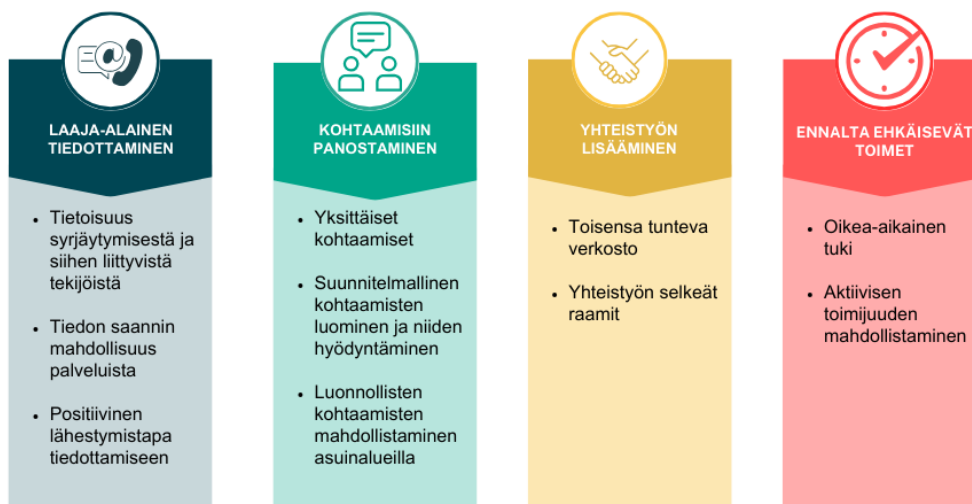 LAAJA-ALAINEN
TIEDOTTAMINEN
• Tietoisuus
syrjäytymisestä ja
siihen liittyvistä
tekijöistä
• Tiedon saannin
mahdollisuus
palveluista
• Positiivinen
lähestymistapa
tiedottamiseen
KOHTAAMISIIN
PANOSTAMINEN
• Yksittäiset
kohtaamiset
• Suunnitelmallinen
kohtaamisten
luominen ja niiden
hyödyntäminen
• Luonnollisten
kohtaamisten
mahdollistaminen
asuinalueilla
YHTEISTYÖN
LISÄÄMINEN
• Toisensa tunteva
verkosto
• Yhteistyön selkeät
raamit
ENNALTA EHKÄISEVÄT
TOIMET
• Oikea-aikainen
tuki
• Aktiivisen
toimijuuden
mahdollistaminen